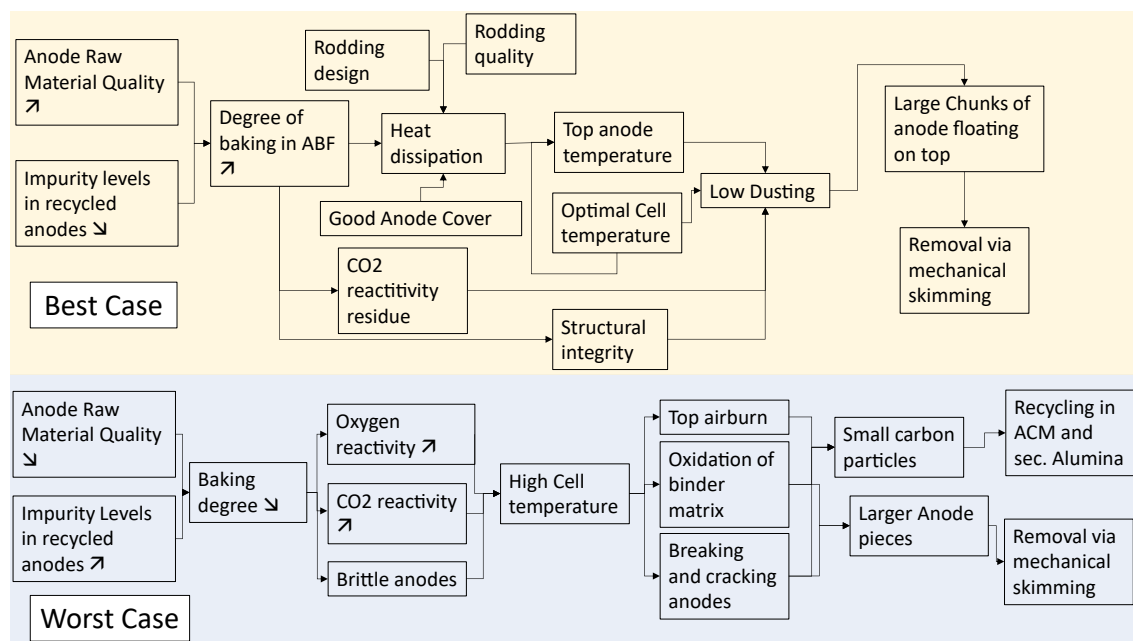 Anode Raw
Material Quality
↗
Impurity levels
in recycled
anodes ↘
Best Case
Degree of
baking in ABF
↗
Rodding
design
Rodding
quality
Heat
dissipation
Good Anode Cover
CO2
reactitivity
residue
Top anode
temperature
Optimal Cell
temperature
Structural
integrity
Low Dusting
Large Chunks of
anode floating
on top
Removal via
mechanical
skimming
Anode Raw
Material Quality
↘
Impurity Levels
in recycled
anodes ↗
Worst Case
Baking
degree ↘
Oxygen
reactivity ↗
CO2 reactivity
↗
Brittle anodes
High Cell
temperature
Top airburn
Oxidation of
binder
matrix
Breaking
and cracking
anodes
Small carbon
particles
Larger Anode
pieces
Recycling in
ACM and
sec. Alumina
Removal via
mechanical
skimming